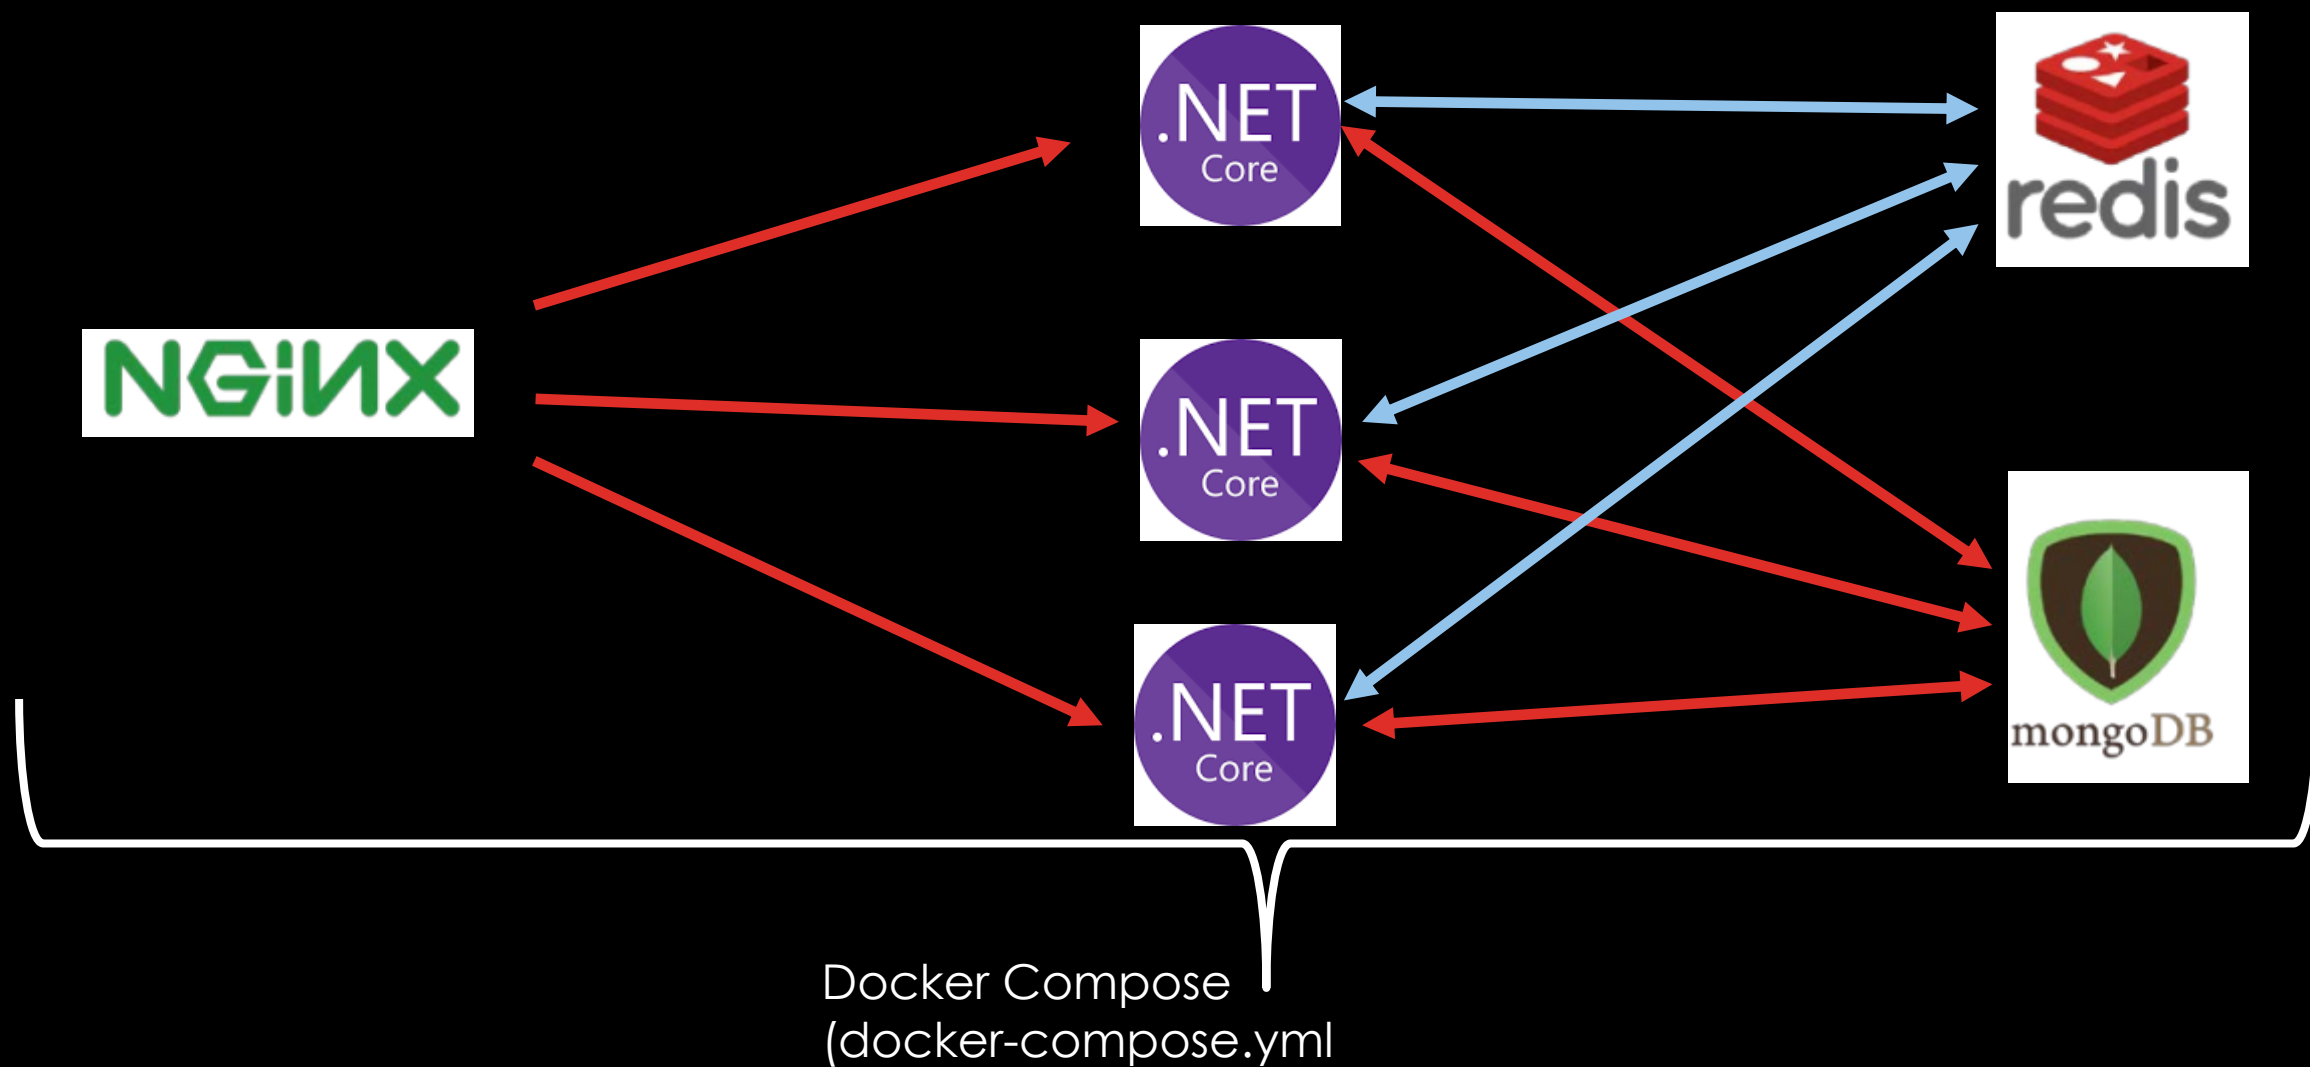 .NET
Core
redis
NGiNX
.NET
Core
mongoDB
.NET
Core
Docker Compose
(docker-compose.yml